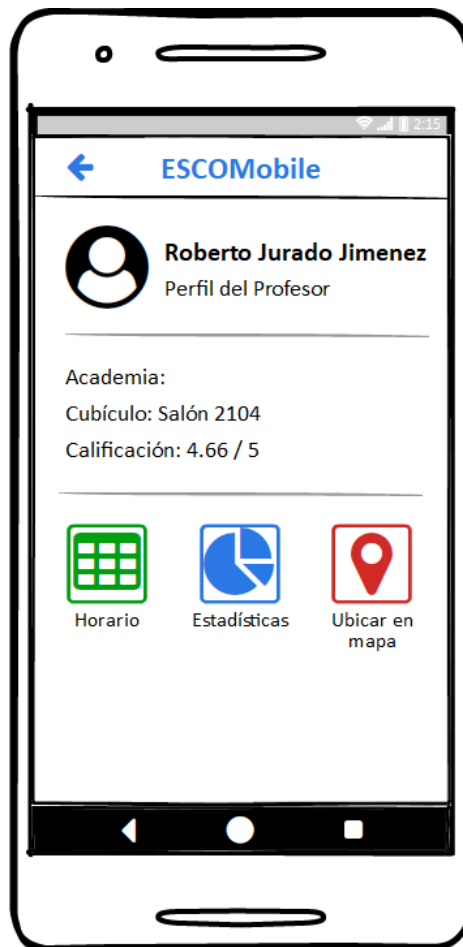 2:15
ESCOMobile
Roberto Jurado Jimenez
Perfil del Profesor
Academia:
Cubículo: Salón 2104
Calificación: 4.66 / 5
Horario
Estadísticas
Ubicar en
mapa